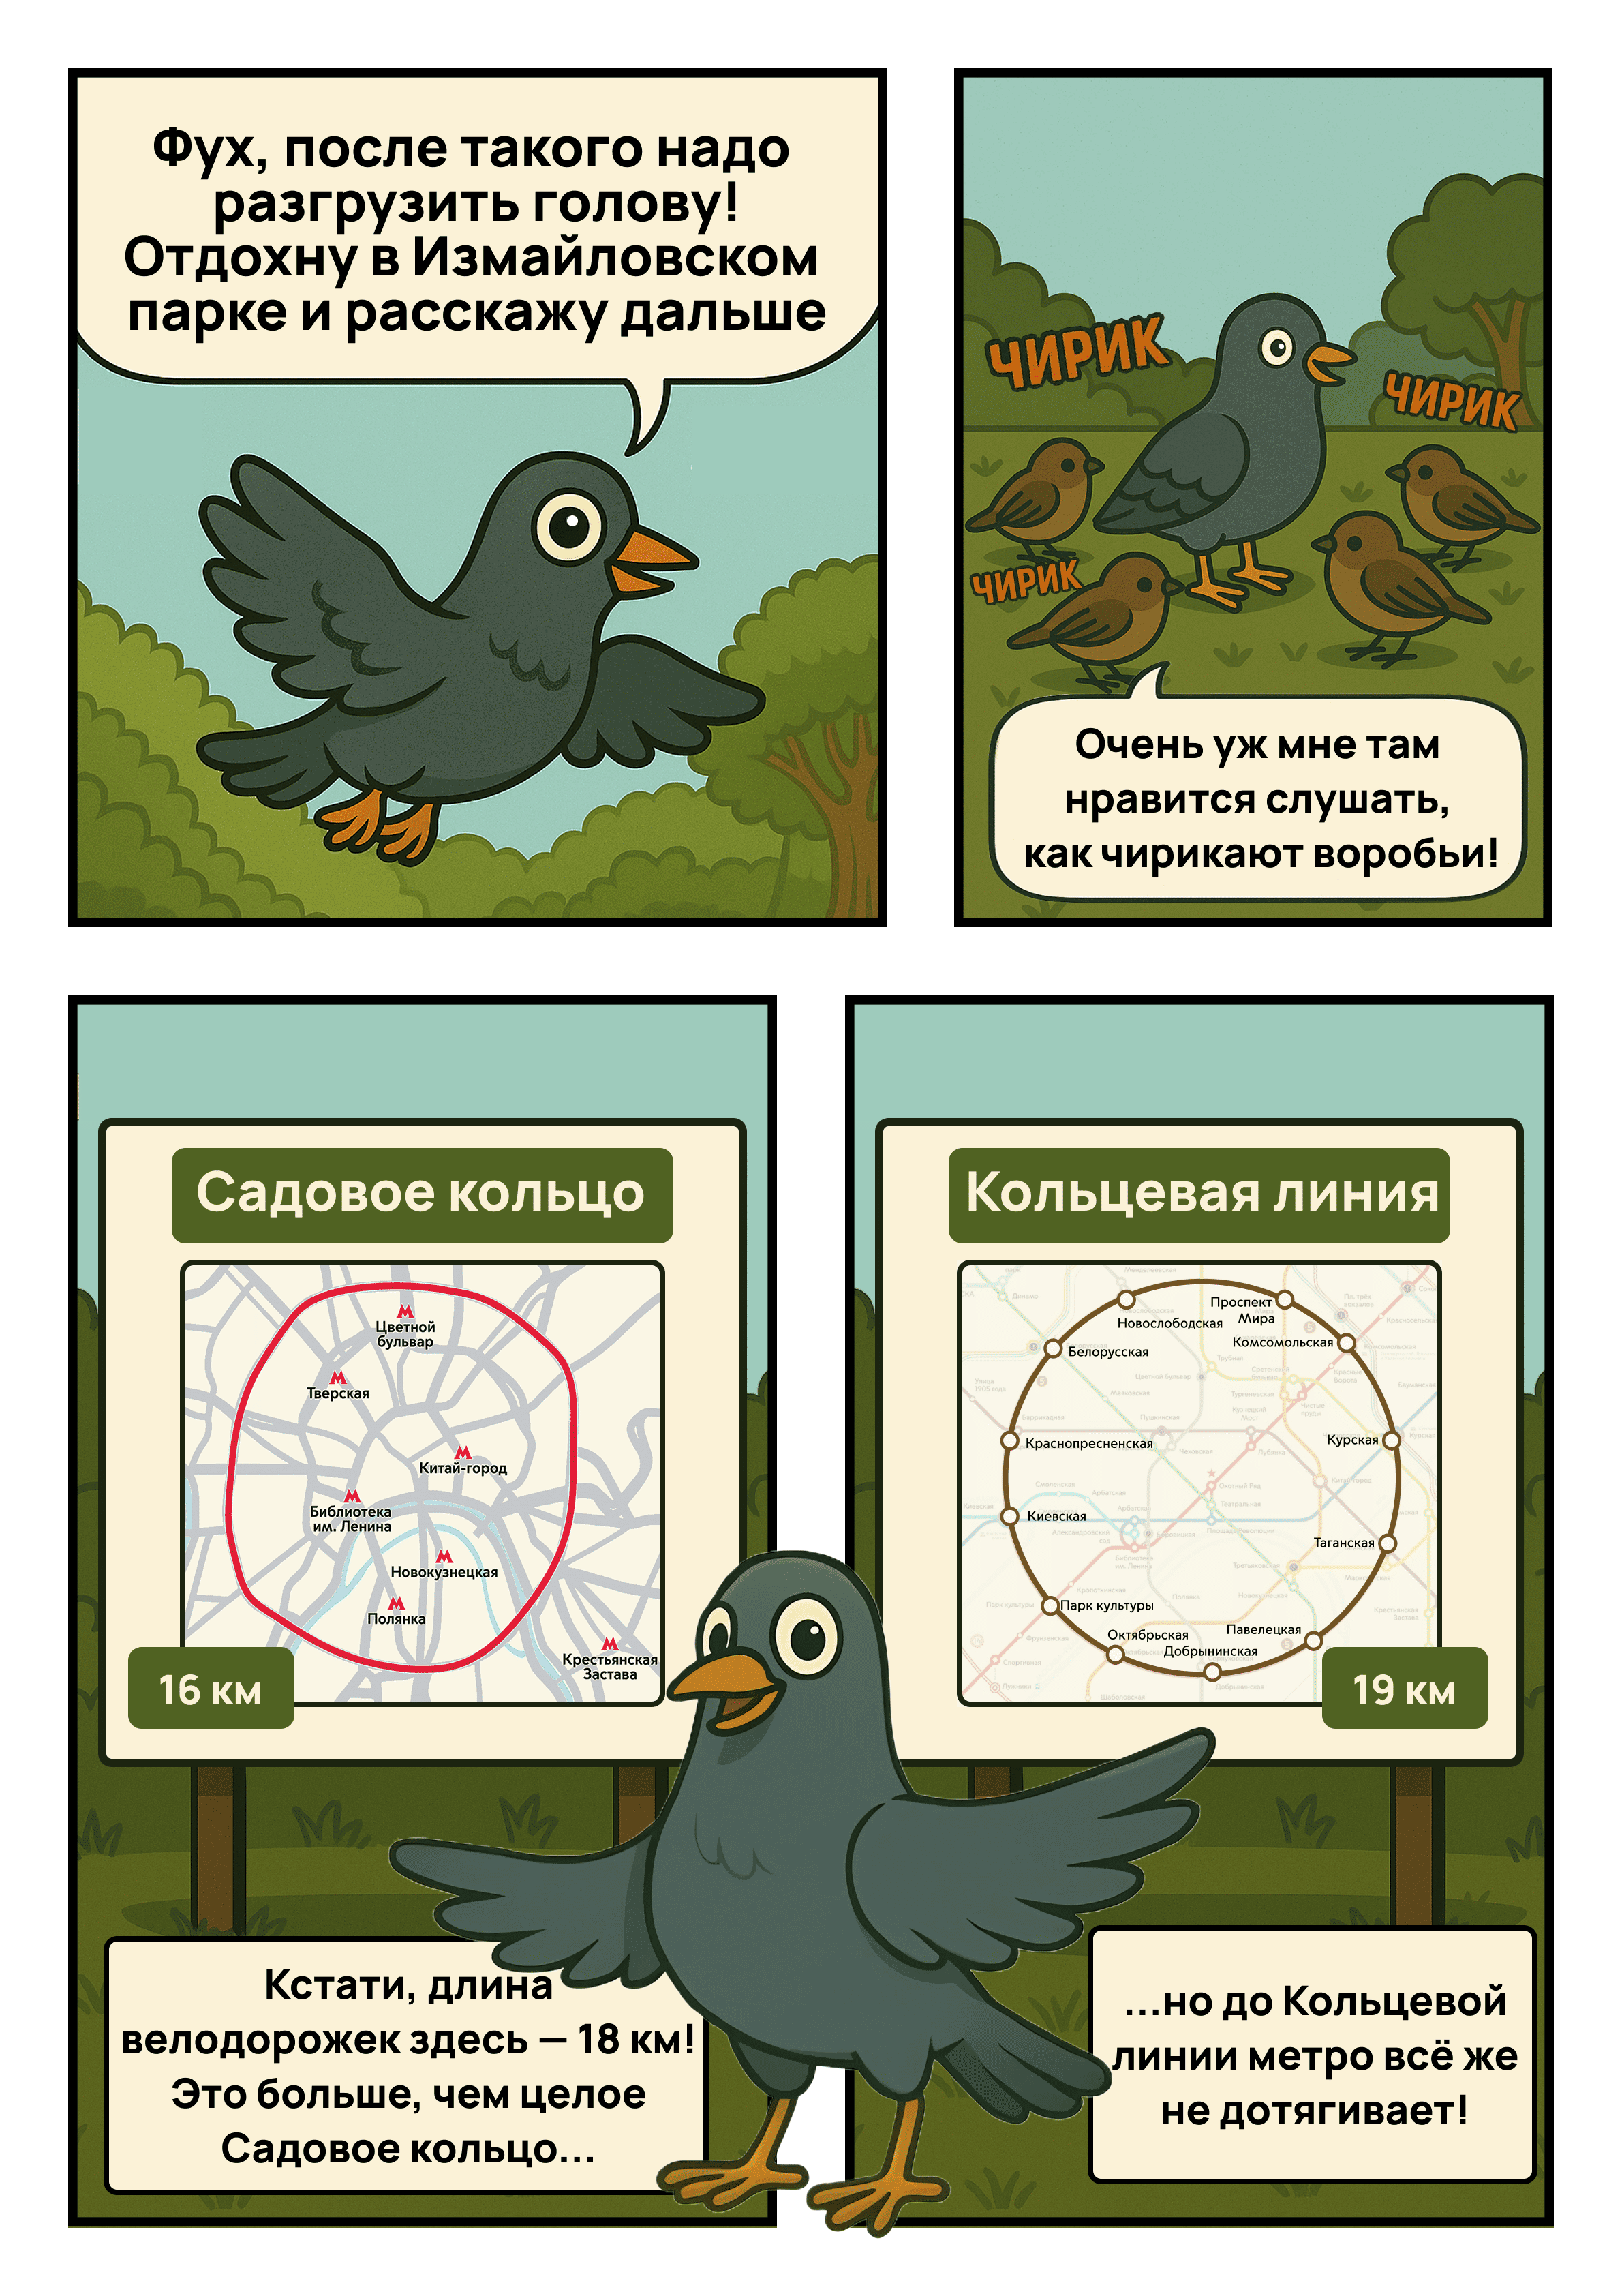 Фух, после такого надо
разгрузить голову!
Отдохну в Измайловском
парке и расскажу дальше
ЧИРИК
ЧИРИК
ЧИРИК
Очень уж мне там
нравится слушать,
как чирикают воробьи!
Садовое кольцо
Цветной
бульвар
Тверская
Китай-город
Библиотека
им. Ленина
Новокузнецкая
Полянка
Крестьянская
Застава
16 км
Кольцевая линия
Новослободская
Проспект
Мира
Комсомольская
Белорусская
Краснопресненская
Курская
Киевская
Таганская
Парк культуры
Октябрьская
Павелецкая
Добрынинская
19 км
Кстати, длина
велодорожек здесь – 18 км!
Это больше, чем целое
Садовое кольцо...
...но до Кольцевой
линии метро всё же
не дотягивает!